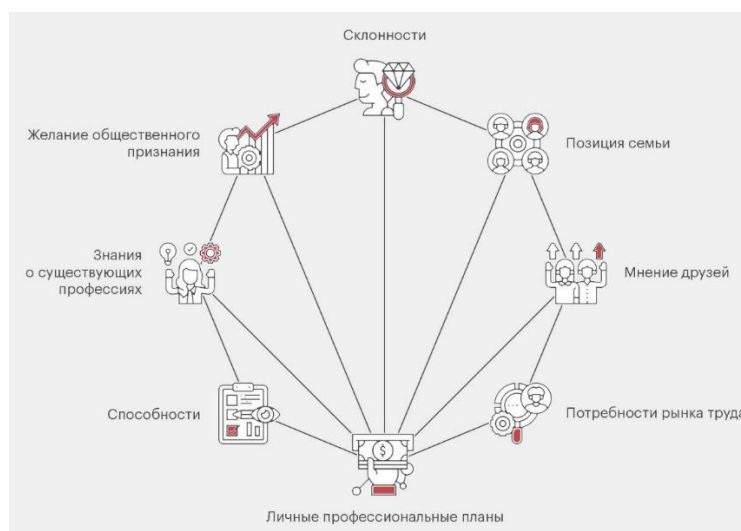 Склонности
Желание общественного
признания
Позиция семьи
Знания
о существующих
профессиях
Мнение друзей
Способности
Потребности рынка труда
$
Личные профессиональные планы